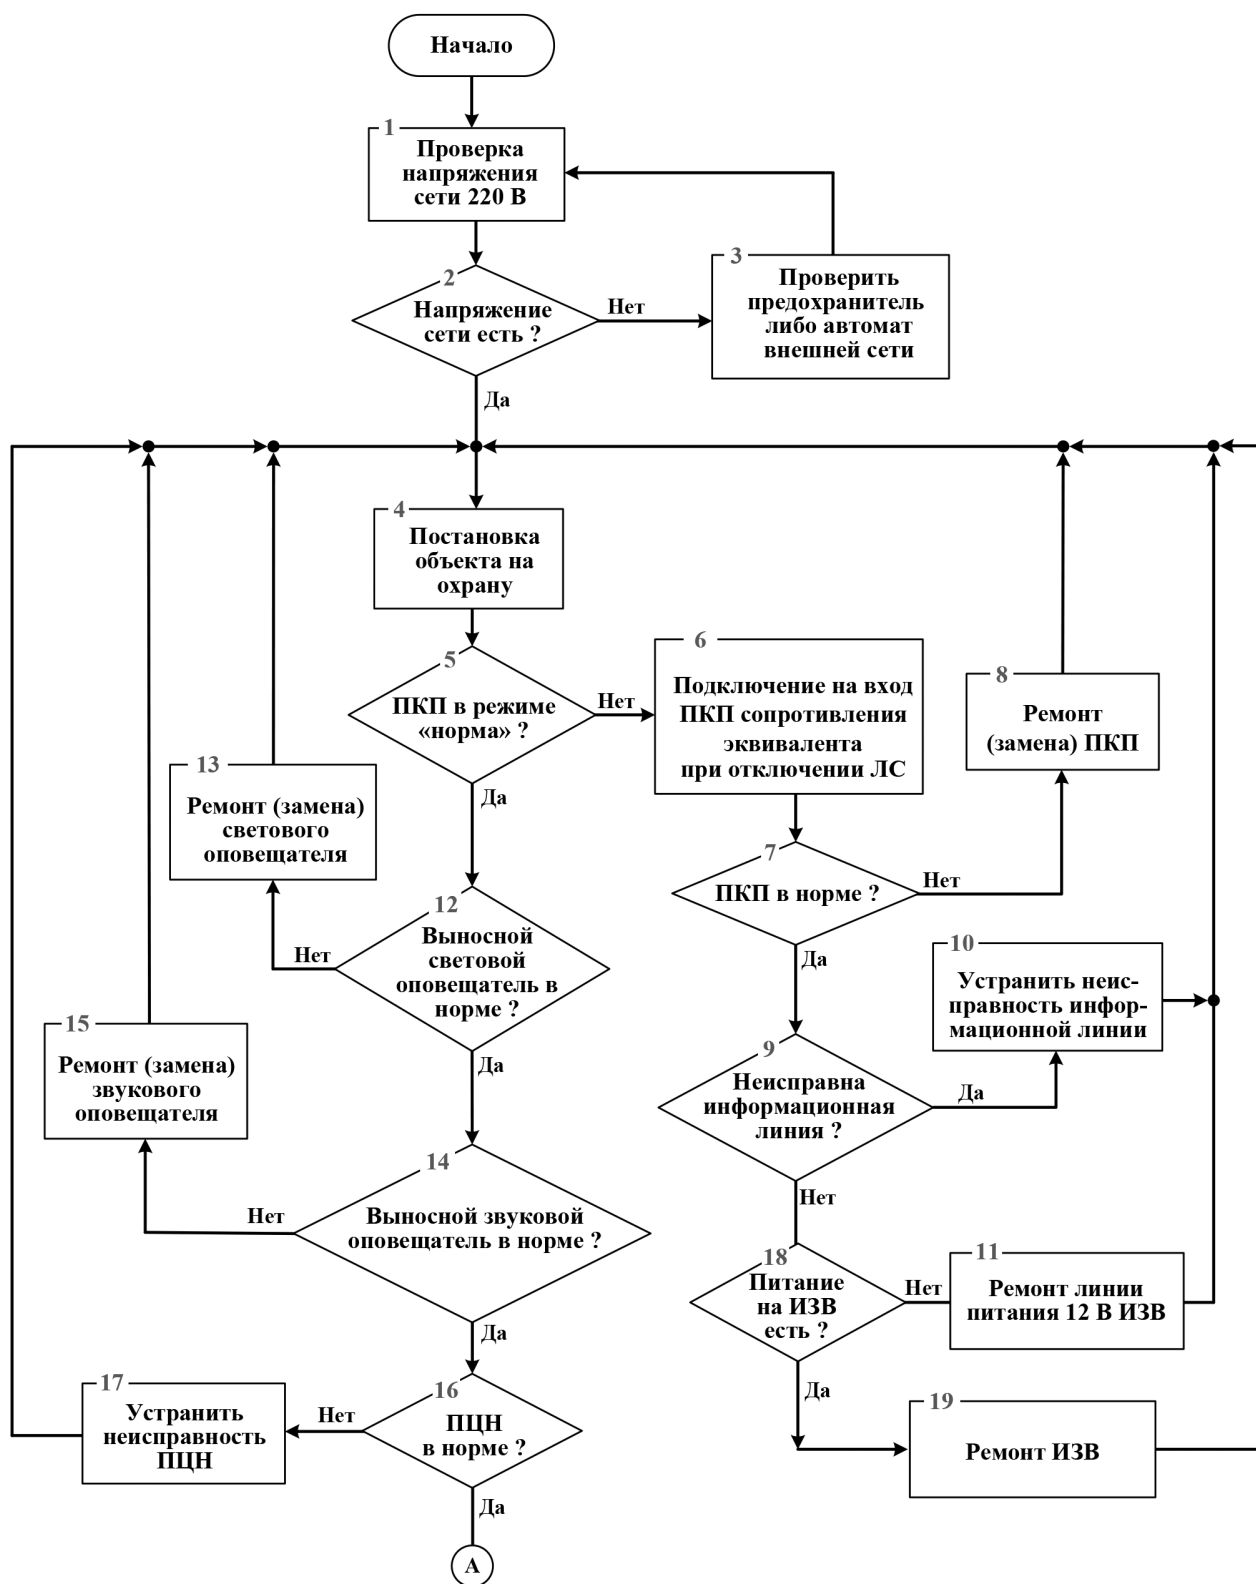 Начало
1
Проверка
напряжения
сети 220 В
2
Напряжение
сети есть ?
Нет
3
Проверить
предохранитель
либо автомат
внешней сети
Да
4
Постановка
объекта на
охрану
5
ПКП в режиме
«норма» ?
Нет
6
Подключение на вход
ПКП сопротивления
эквивалента
при отключении ЛС
8
Ремонт
(замена) ПКП
Да
13
Ремонт (замена)
светового
оповещателя
7
ПКП в норме ?
Нет
12
Выносной
световой
оповещатель в
норме ?
Нет
Да
10
Устранить неис-
правность инфор-
мационной линии
15
Ремонт (замена)
звукового
оповещателя
Да
9
Неисправна
информационная
линия ?
Да
14
Выносной звуковой
оповещатель в норме ?
Нет
Нет
18
Питание
на ИЗВ
есть ?
Нет
11
Ремонт линии
питания 12 В ИЗВ
Да
17
Устранить
неисправность
ПЦН
Нет
16
ПЦН
в норме ?
Да
19
Ремонт ИЗВ
Да
А